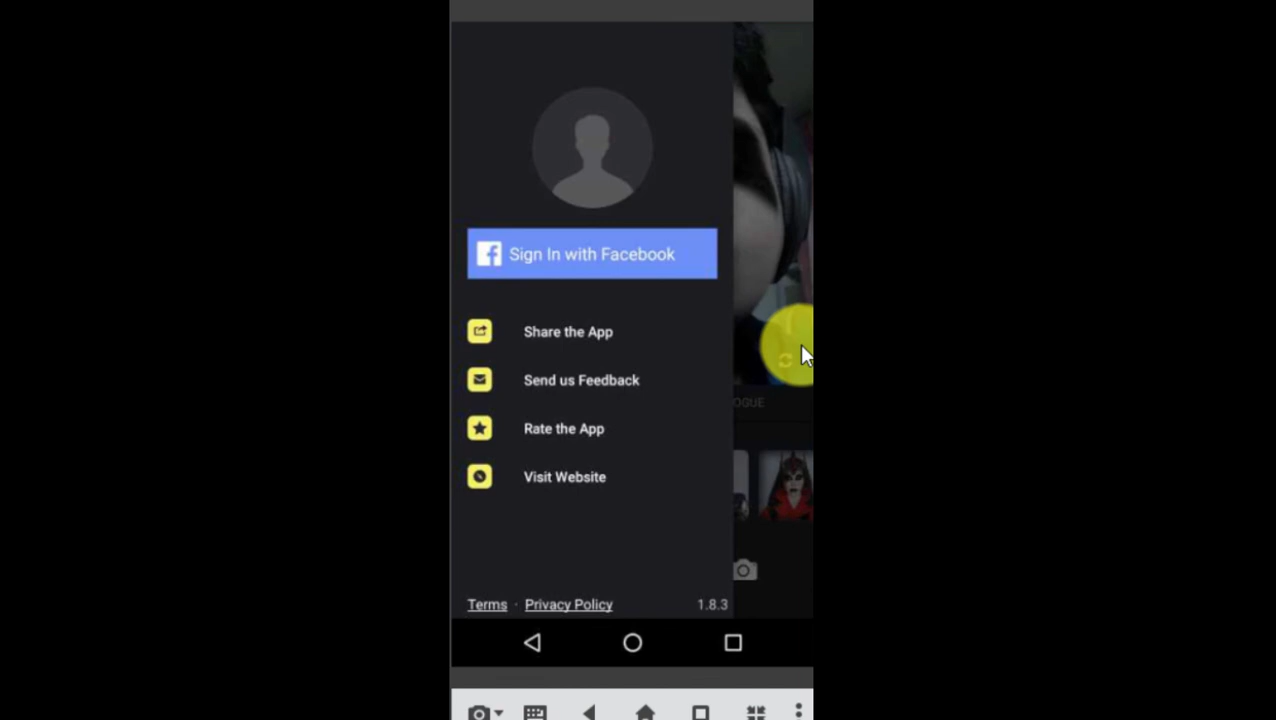 Sign In with Facebook
Share the App
OGUE
Send us Feedback
Rate the App
Visit Website
Terms · Privacy Policy 1.8.3